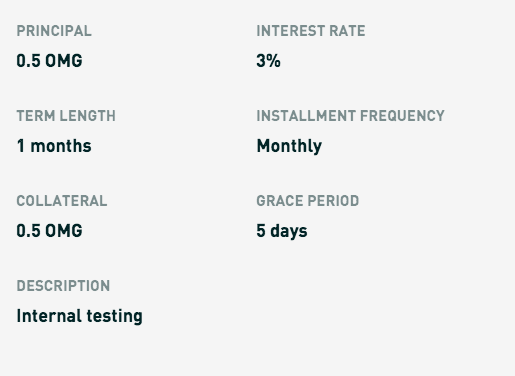 PRINCIPAL
INTEREST RATE
0.5 OMG
3%
TERM LENGTH
INSTALLMENT FREQUENCY
1 months
Monthly
COLLATERAL
GRACE PERIOD
0.5 OMG
5 days
DESCRIPTION
Internal testing